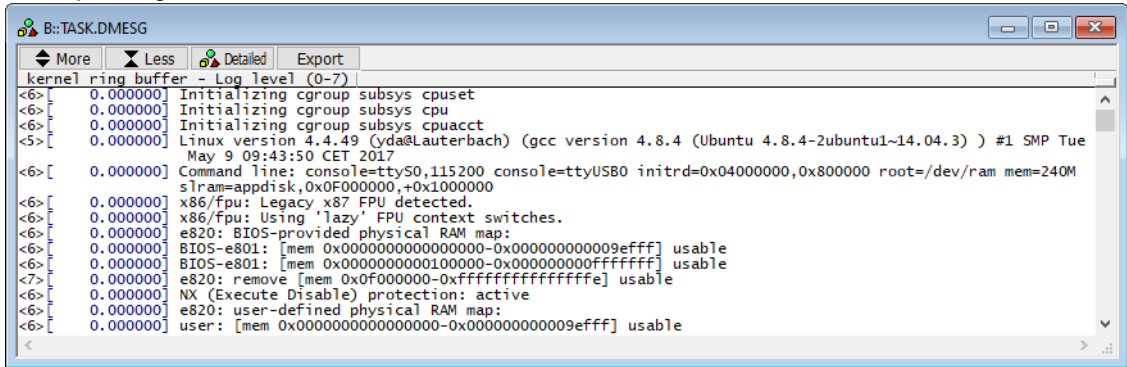 B::TASK.DMESG
More Less Detailed Export
kernel ring buffer - Log level (0-7)
<6>[    0.000000] Initializing cgroup subsys cpuset
<6>[    0.000000] Initializing cgroup subsys cpu
<6>[    0.000000] Initializing cgroup subsys cpuacct
<5>[    0.000000] Linux version 4.4.49 (yda@Lauterbach) (gcc version 4.8.4 (Ubuntu 4.8.4-2ubuntu1~14.04.3) ) #1 SMP Tue
May 9 09:43:50 CET 2017
<6>[    0.000000] Command line: console=ttyS0,115200 console=ttyUSB0 initrd=0x04000000,0x800000 root=/dev/ram mem=240M
slram=appdisk,0x0F000000,+0x1000000
<6>[    0.000000] x86/fpu: Legacy x87 FPU detected.
<6>[    0.000000] x86/fpu: Using 'lazy' FPU context switches.
<6>[    0.000000] e820: BIOS-provided physical RAM map:
<6>[    0.000000] BIOS-e801: [mem 0x0000000000000000-0x000000000009efff] usable
<6>[    0.000000] BIOS-e801: [mem 0x0000000000100000-0x000000000fffffff] usable
<7>[    0.000000] e820: remove [mem 0x0f000000-0xfffffffffffffffe] usable
<6>[    0.000000] NX (Execute Disable) protection: active
<6>[    0.000000] e820: user-defined physical RAM map:
<6>[    0.000000] user: [mem 0x0000000000000000-0x000000000009efff] usable